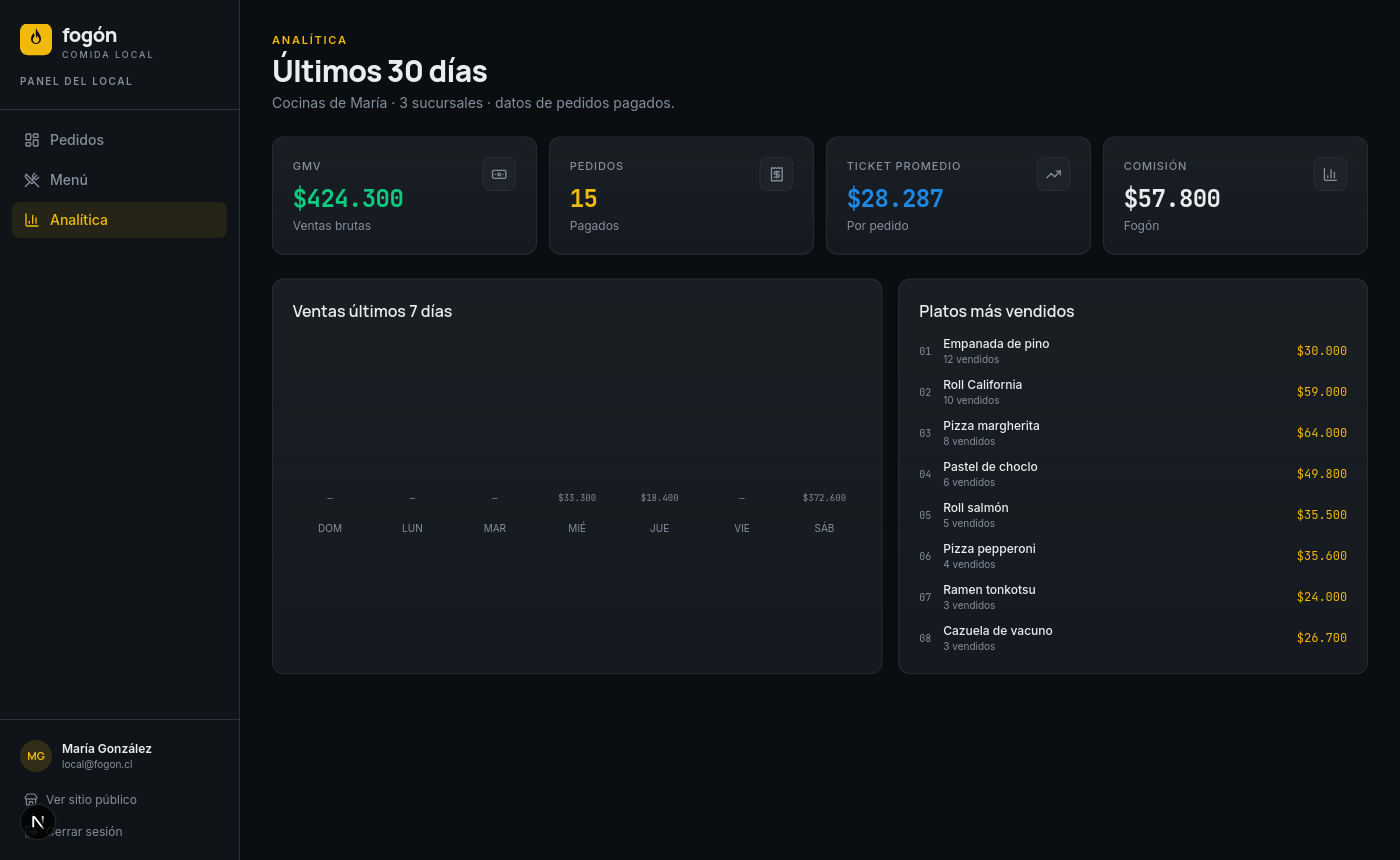 fogón
COMIDA LOCAL
PANEL DEL LOCAL
Pedidos
Menú
Analítica
ANALÍTICA
Últimos 30 días
Cocinas de María · 3 sucursales · datos de pedidos pagados.
GMV
$424.300
Ventas brutas
PEDIDOS
15
Pagados
TICKET PROMEDIO
$28.287
Por pedido
COMISIÓN
$57.800
Fogón
Ventas últimos 7 días
— — — $33.300 $18.400 — $372.600
DOM LUN MAR MIÉ JUE VIE SÁB
Platos más vendidos
01 Empanada de pino $30.000
12 vendidos
02 Roll California $59.000
10 vendidos
03 Pizza margherita $64.000
8 vendidos
04 Pastel de choclo $49.800
6 vendidos
05 Roll salmón $35.500
5 vendidos
06 Pizza pepperoni $35.600
4 vendidos
07 Ramen tonkotsu $24.000
3 vendidos
08 Cazuela de vacuno $26.700
3 vendidos
MG
María González
local@fogon.cl
Ver sitio público
N
Cerrar sesión